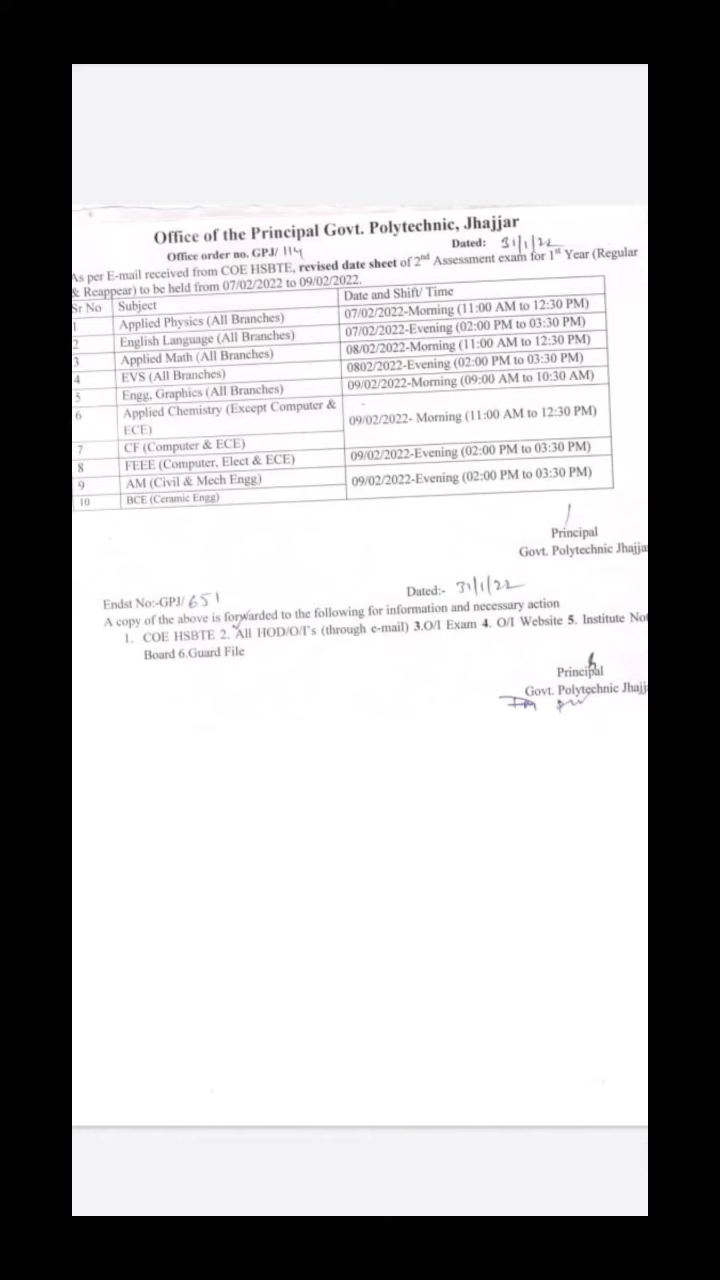 Office of the Principal Govt. Polytechnic, Jhajjar
Office order no. GPJ/ 114 Dated: 31/1/22
As per E-mail received from COE HSBTE, revised date sheet of 2nd Assessment exam for 1st Year (Regular
& Reappear) to be held from 07/02/2022 to 09/02/2022.
Sr No Subject Date and Shift/ Time
1 Applied Physics (All Branches) 07/02/2022-Morning (11:00 AM to 12:30 PM)
2 English Language (All Branches) 07/02/2022-Evening (02:00 PM to 03:30 PM)
3 Applied Math (All Branches) 08/02/2022-Morning (11:00 AM to 12:30 PM)
4 EVS (All Branches) 0802/2022-Evening (02:00 PM to 03:30 PM)
5 Engg, Graphics (All Branches) 09/02/2022-Morning (09:00 AM to 10:30 AM)
6 Applied Chemistry (Except Computer & ECE) 09/02/2022- Morning (11:00 AM to 12:30 PM)
7 CF (Computer & ECE)
8 FEEE (Computer, Elect & ECE) 09/02/2022-Evening (02:00 PM to 03:30 PM)
9 AM (Civil & Mech Engg) 09/02/2022-Evening (02:00 PM to 03:30 PM)
10 BCE (Ceramic Engg)
Principal
Govt. Polytechnic Jhajja
Endst No:-GPJ/ 651 Dated:- 31/1/22
A copy of the above is forwarded to the following for information and necessary action
1. COE HSBTE 2. All HOD/O/I's (through e-mail) 3.O/I Exam 4. O/I Website 5. Institute Not
Board 6.Guard File
Principal
Govt. Polytechnic Jhajj